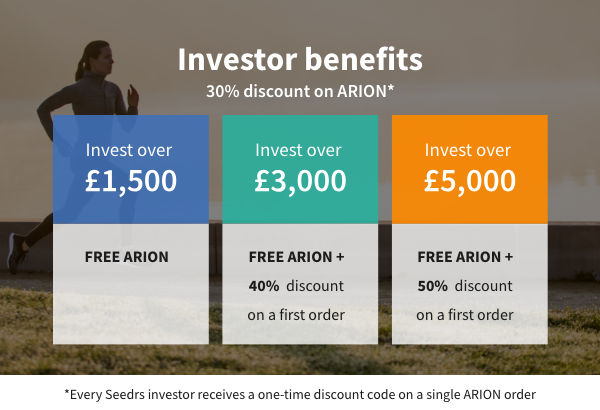 Investor benefits
30% discount on ARION*
Invest over
£1,500
FREE ARION
Invest over
£3,000
FREE ARION +
40% discount
on a first order
Invest over
£5,000
FREE ARION +
50% discount
on a first order
*Every Seedrs investor receives a one-time discount code on a single ARION order